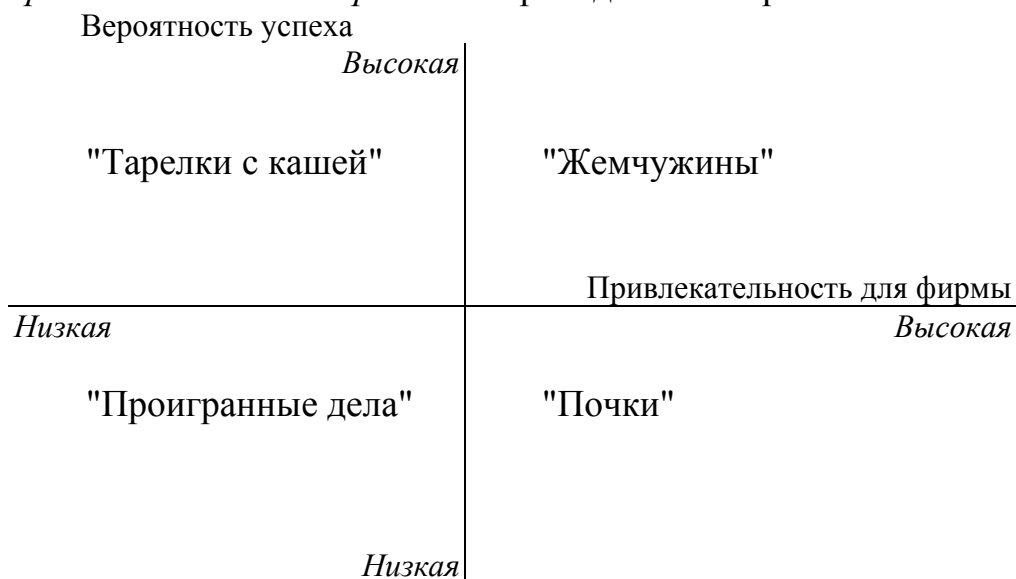 Вероятность успеха
Высокая
"Тарелки с кашей" "Жемчужины"
Привлекательность для фирмы
Низкая Высокая
"Проигранные дела" "Почки"
Низкая